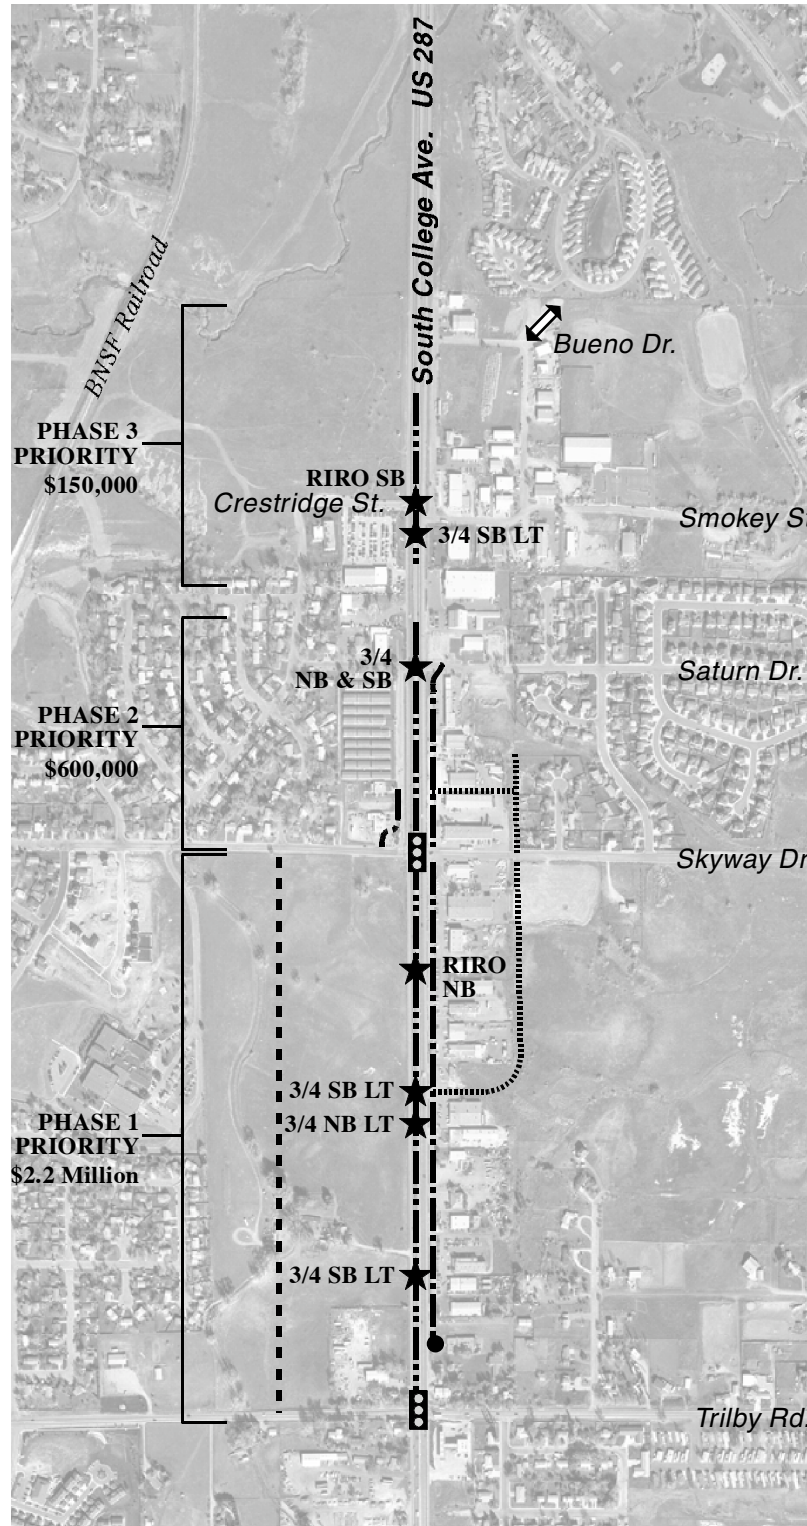 South College Ave. US 287
BNSF Railroad
Bueno Dr.
PHASE 3
PRIORITY
$150,000
RIRO SB
Crestridge St.
3/4 SB LT
Smokey S
3/4
NB & SB
Saturn Dr.
PHASE 2
PRIORITY
$600,000
Skyway Dr
RIRO
NB
3/4 SB LT
3/4 NB LT
PHASE 1
PRIORITY
$2.2 Million
3/4 SB LT
Trilby Rd.